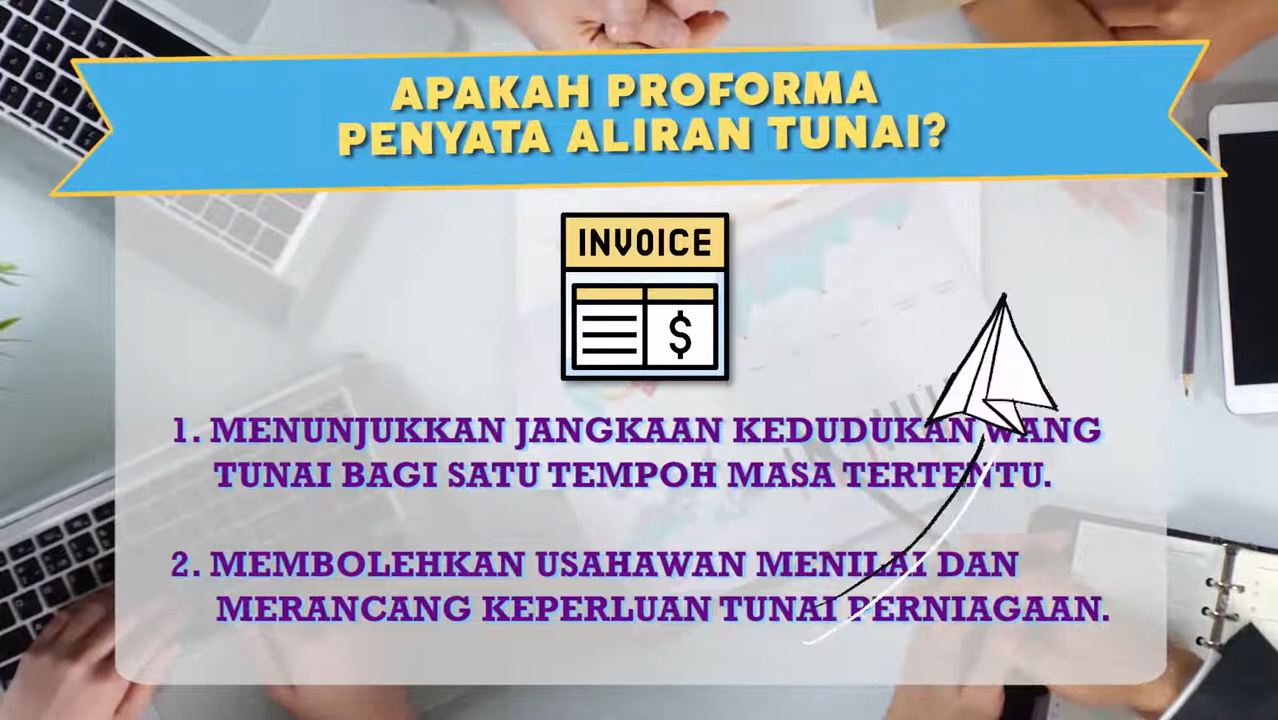 APAKAH PROFORMA
PENYATA ALIRAN TUNAI?
INVOICE
$
1. MENUNJUKKAN JANGKAAN KEDUDUKAN WANG
TUNAI BAGI SATU TEMPOH MASA TERTENTU.
2. MEMBOLEHKAN USAHAWAN MENILAI DAN
MERANCANG KEPERLUAN TUNAI PERNIAGAAN.